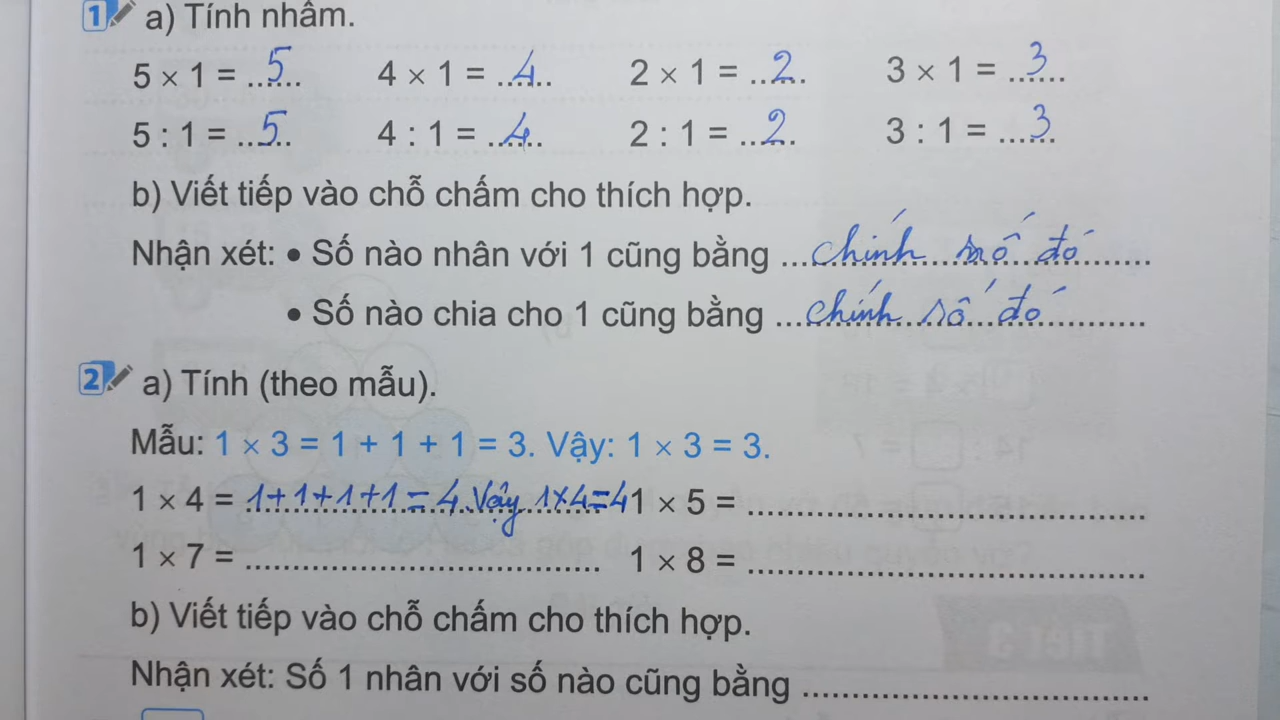 1 a) Tính nhẩm.
5 × 1 = ...5... 4 × 1 = ...4... 2 × 1 = ...2... 3 × 1 = ...3...
5 : 1 = ...5... 4 : 1 = ...4... 2 : 1 = ...2... 3 : 1 = ...3...
b) Viết tiếp vào chỗ chấm cho thích hợp.
Nhận xét: • Số nào nhân với 1 cũng bằng ...chính số đó...
• Số nào chia cho 1 cũng bằng ...chính số đó...
2 a) Tính (theo mẫu).
Mẫu: 1 × 3 = 1 + 1 + 1 = 3. Vậy: 1 × 3 = 3.
1 × 4 = 1+1+1+1 = 4. Vậy 1×4=4 1 × 5 = ...
1 × 7 = ... 1 × 8 = ...
b) Viết tiếp vào chỗ chấm cho thích hợp.
Nhận xét: Số 1 nhân với số nào cũng bằng ...